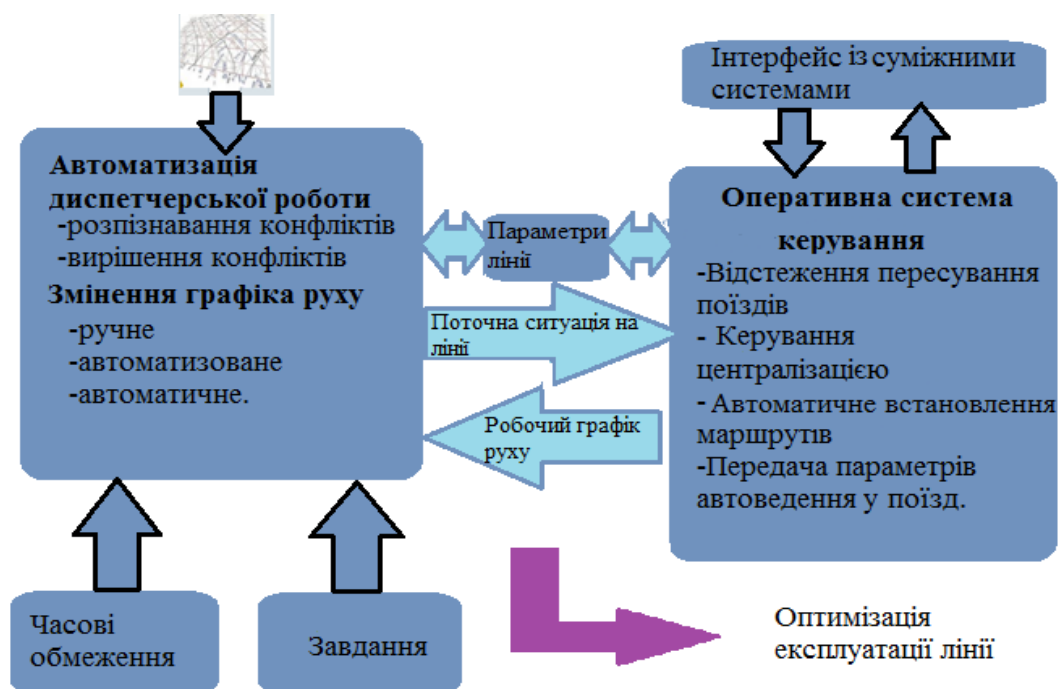 Інтерфейс із суміжними
системами
Автоматизація
диспетчерської роботи
-розпізнавання конфліктів
-вирішення конфліктів
Змінення графіка руху
-ручне
-автоматизоване
-автоматичне.
Параметри
лінії
Поточна ситуація на
лінії
Робочий графік
руху
Оперативна система
керування
-Відстеження пересування
поїздів
- Керування
централізацією
- Автоматичне встановлення
маршрутів
-Передача параметрів
автоведення у поїзд.
Часові
обмеження
Завдання
Оптимізація
експлуатації лінії